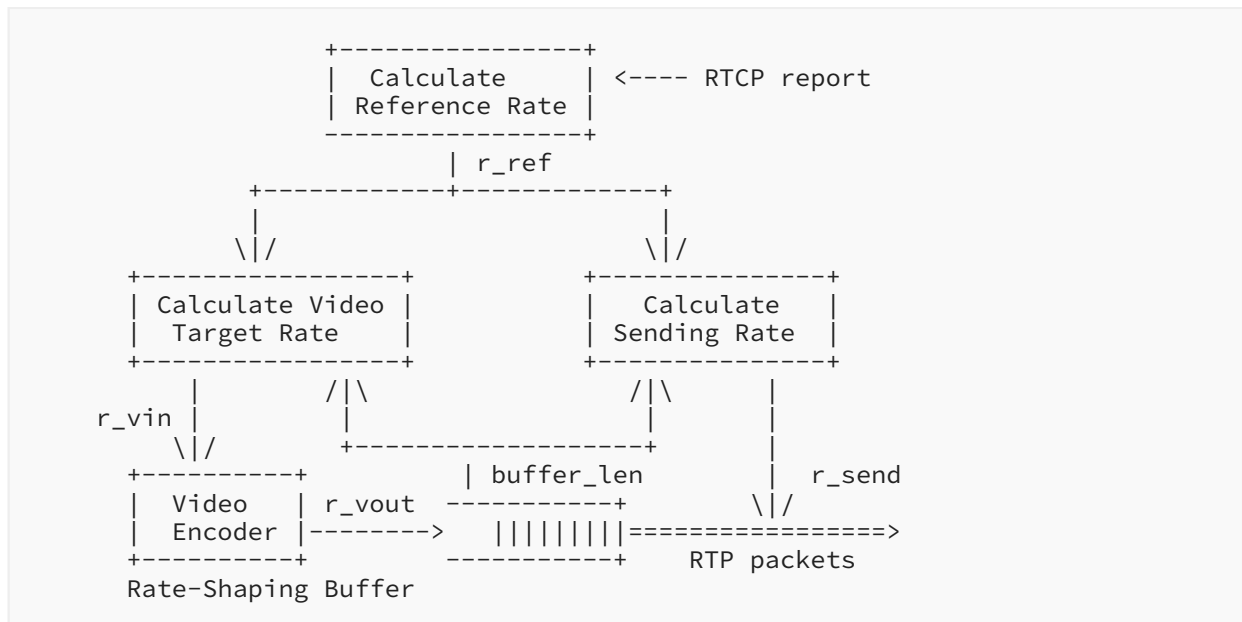 Calculate <---- RTCP report
Reference Rate
r_ref
Calculate Video Calculate
Target Rate Sending Rate
r_vin
buffer_len r_send
Video r_vout
Encoder
RTP packets
Rate-Shaping Buffer